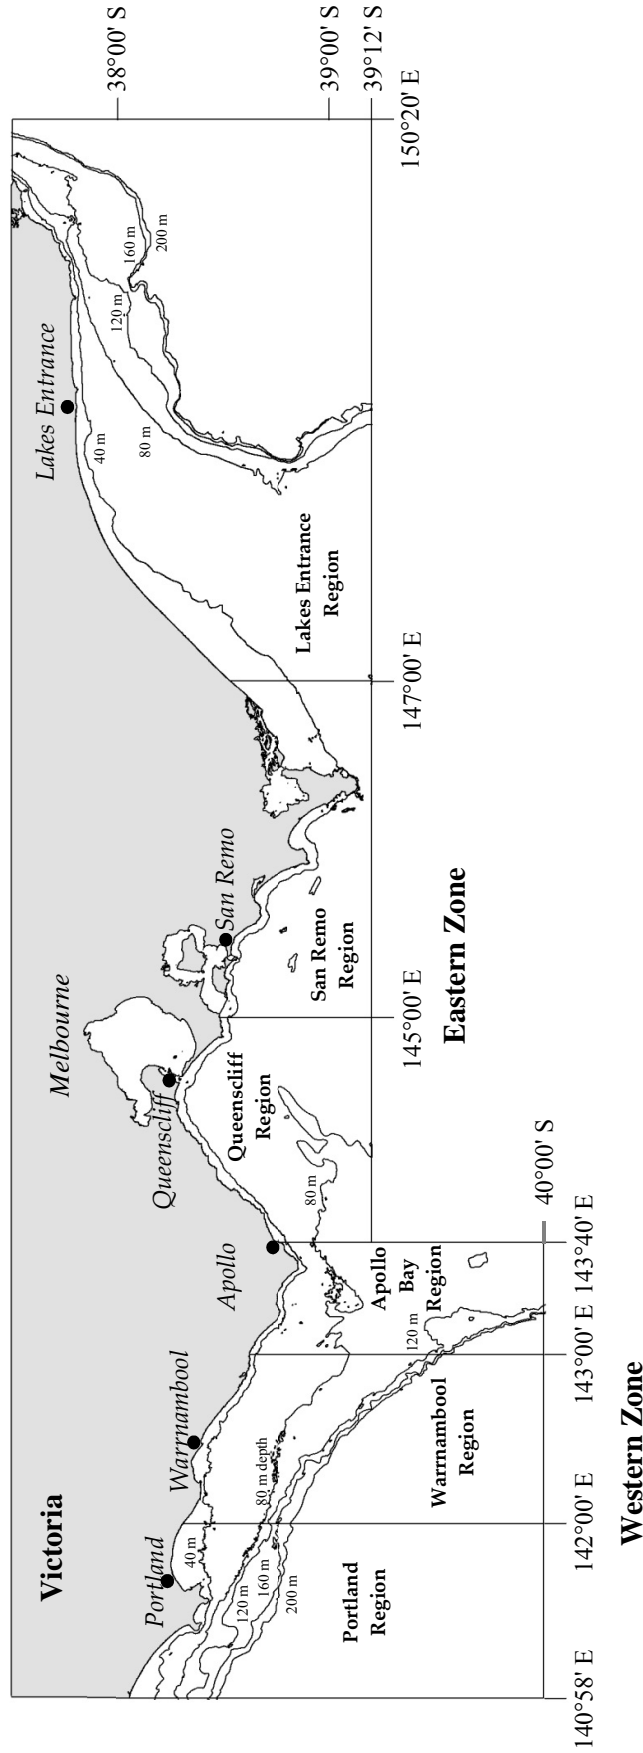 Victoria
Melbourne
Portland
Warrnambool
Apollo
Queenscliff
San Remo
Lakes Entrance
38°00' S
39°00' S
39°12' S
40°00' S
40 m
80 m depth
120 m
160 m
200 m
120 m
80 m
40 m
80 m
120 m
160 m
200 m
Portland
Region
Warrnambool
Region
Apollo
Bay
Region
Queenscliff
Region
San Remo
Region
Lakes Entrance
Region
140°58' E
142°00' E
143°00' E
143°40' E
145°00' E
147°00' E
150°20' E
Western Zone
Eastern Zone